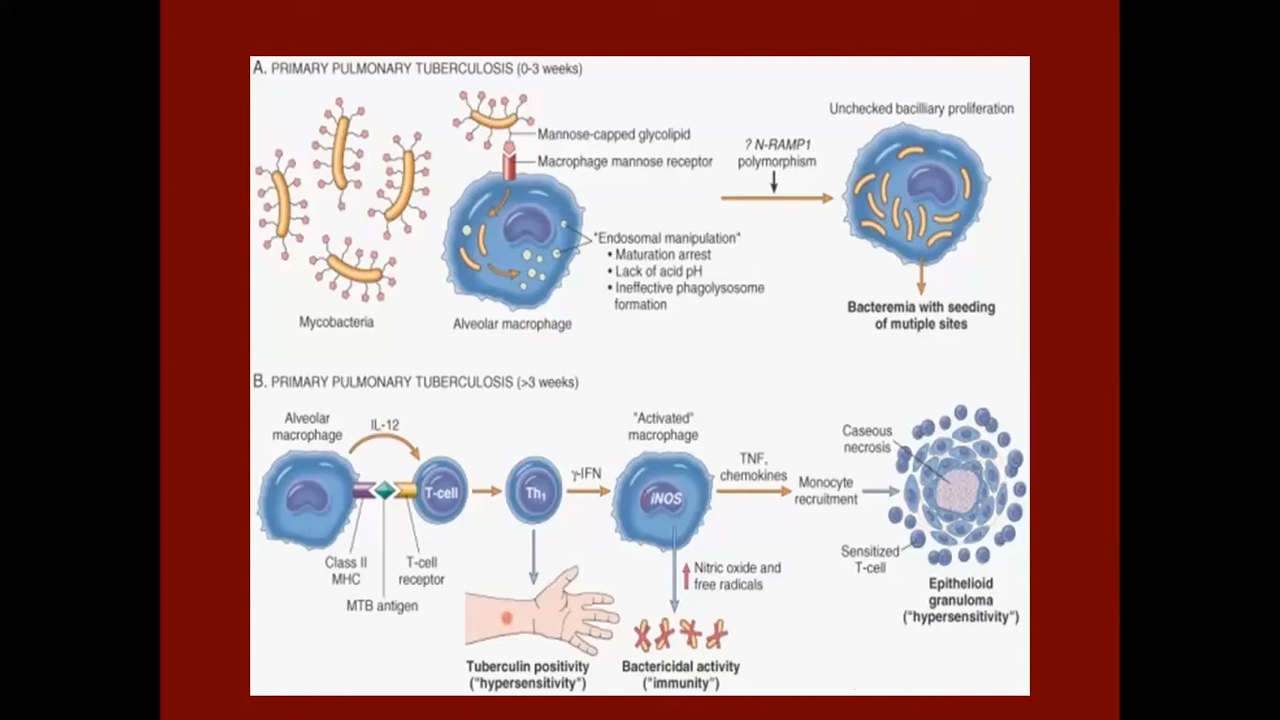 A. PRIMARY PULMONARY TUBERCULOSIS (0-3 weeks)
Mannose-capped glycolipid
Macrophage mannose receptor
"Endosomal manipulation"
• Maturation arrest
• Lack of acid pH
• Ineffective phagolysosome
formation
Mycobacteria
Alveolar macrophage
? N-RAMP1
polymorphism
Unchecked bacilliary proliferation
Bacteremia with seeding
of mutiple sites
B. PRIMARY PULMONARY TUBERCULOSIS (>3 weeks)
Alveolar
macrophage
IL-12
T-cell
Class II
MHC
MTB antigen
T-cell
receptor
Th1
γ-IFN
"Activated"
macrophage
iNOS
TNF,
chemokines
Monocyte
recruitment
Caseous
necrosis
Sensitized
T-cell
Epithelioid
granuloma
("hypersensitivity")
Nitric oxide and
free radicals
Tuberculin positivity
("hypersensitivity")
Bactericidal activity
("immunity")